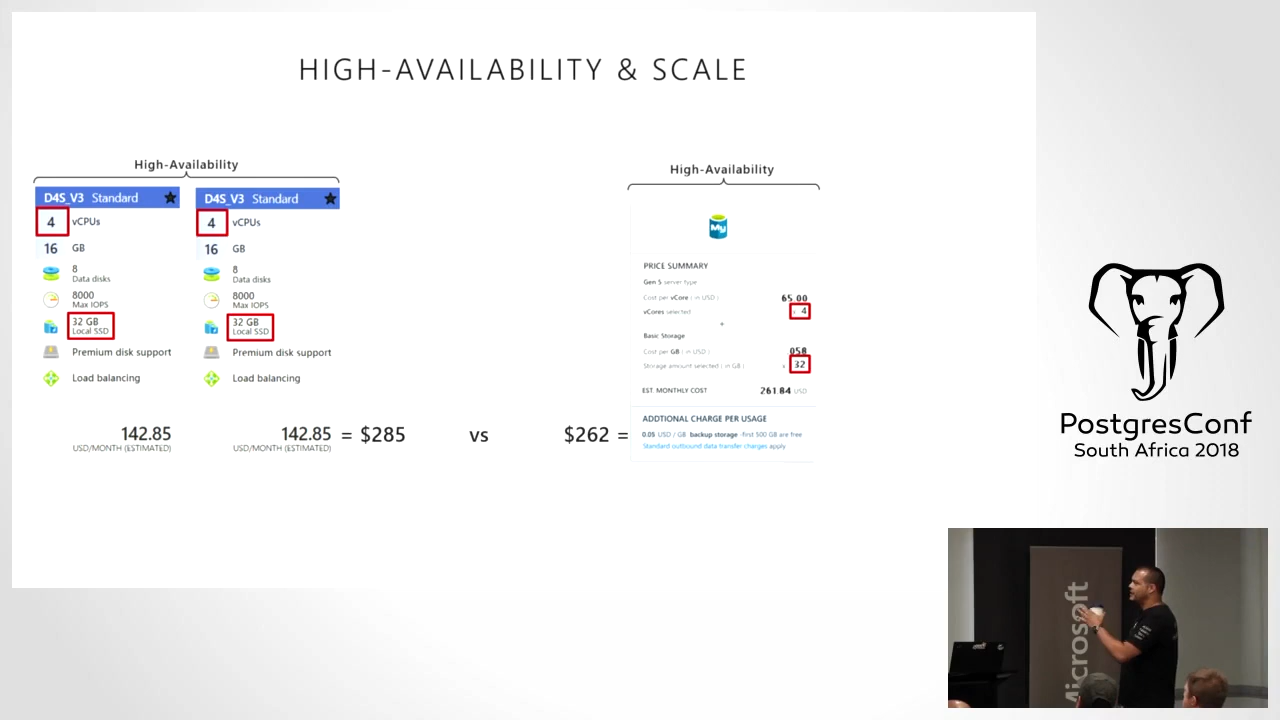 HIGH-AVAILABILITY & SCALE
High-Availability
D4S_V3 Standard
4 vCPUs
16 GB
8
Data disks
8000
Max IOPS
32 GB
Local SSD
Premium disk support
Load balancing
142.85
USD/MONTH (ESTIMATED)
D4S_V3 Standard
4 vCPUs
16 GB
8
Data disks
8000
Max IOPS
32 GB
Local SSD
Premium disk support
Load balancing
142.85
USD/MONTH (ESTIMATED)
= $285
vs
$262 =
High-Availability
My
PRICE SUMMARY
Gen 5 server type
Cost per vCore ( in USD ) 65.00
vCores selected x 4
+
Basic Storage
Cost per GB ( in USD ) 058
Storage amount selected ( in GB ) x 32
EST. MONTHLY COST 261.84 USD
ADDTIONAL CHARGE PER USAGE
0.05 USD / GB backup storage -first 500 GB are free
Standard outbound data transfer charges apply
PostgresConf
South Africa 2018
Microsoft